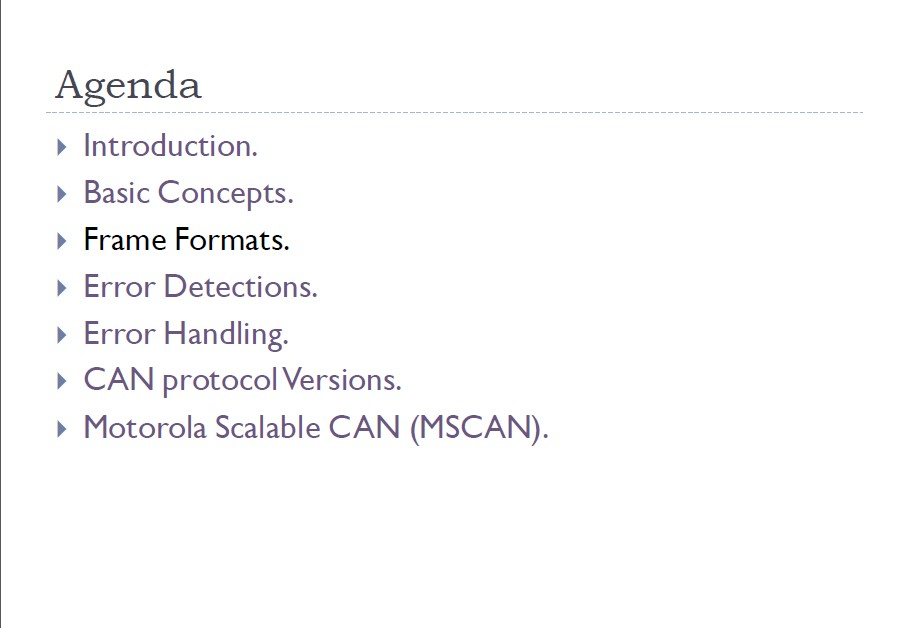 Agenda
Introduction.
Basic Concepts.
Frame Formats.
Error Detections.
Error Handling.
CAN protocol Versions.
Motorola Scalable CAN (MSCAN).